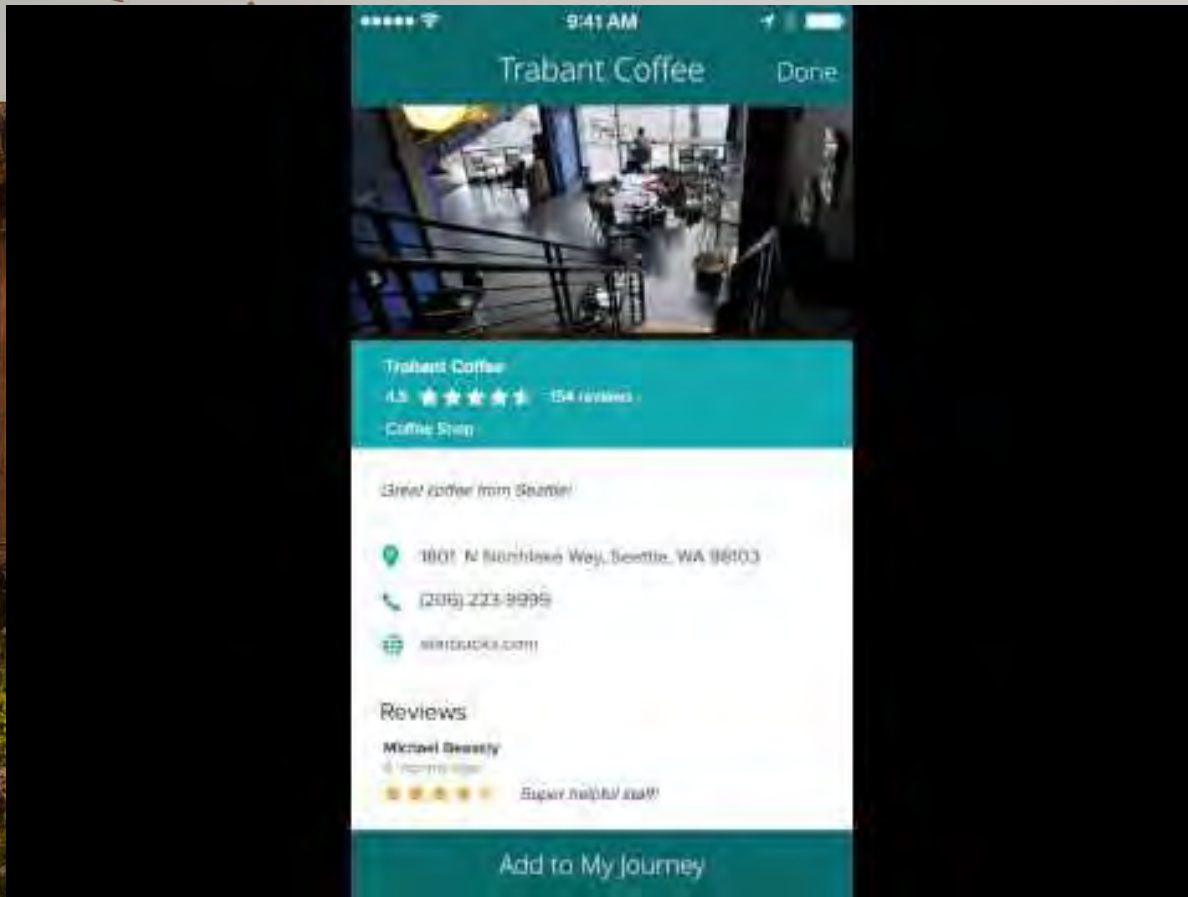 9:41 AM
Trabant Coffee
Done
Trabant Coffee
4.5 154 reviews
Coffee Shop
Great coffee from Seattle!
1801 N Northlake Way, Seattle, WA 98103
(206) 223-9999
starbucks.com
Reviews
Michael
Super helpful staff!
Add to My Journey